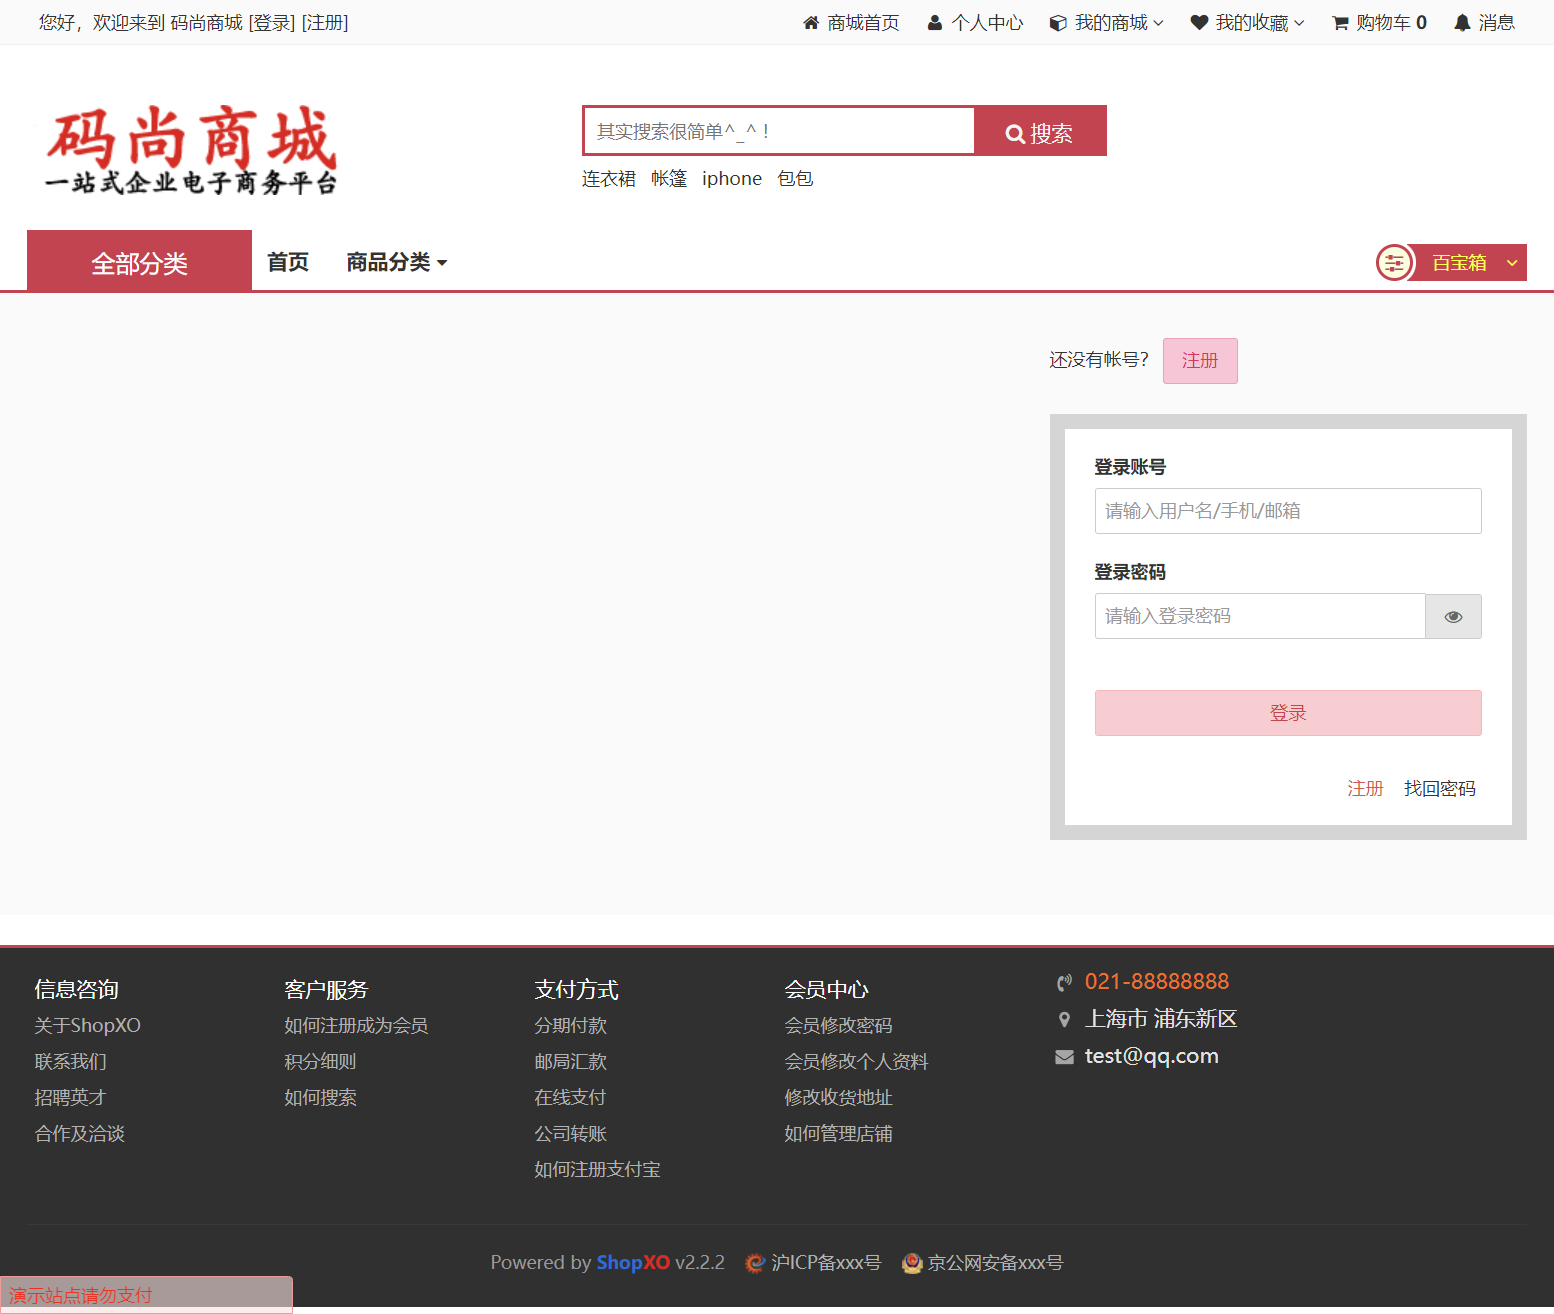 您好，欢迎来到 码尚商城 [登录] [注册]
商城首页 个人中心 我的商城 我的收藏 购物车 0 消息
码尚商城
一站式企业电子商务平台
其实搜索很简单^_^！ 搜索
连衣裙 帐篷 iphone 包包
全部分类 首页 商品分类 百宝箱
还没有帐号？ 注册
登录账号
请输入用户名/手机/邮箱
登录密码
请输入登录密码
登录
注册 找回密码
信息咨询
关于ShopXO
联系我们
招聘英才
合作及洽谈
客户服务
如何注册成为会员
积分细则
如何搜索
支付方式
分期付款
邮局汇款
在线支付
公司转账
如何注册支付宝
会员中心
会员修改密码
会员修改个人资料
修改收货地址
如何管理店铺
021-88888888
上海市 浦东新区
test@qq.com
Powered by ShopXO v2.2.2 沪ICP备xxx号 京公网安备xxx号
演示站点请勿支付